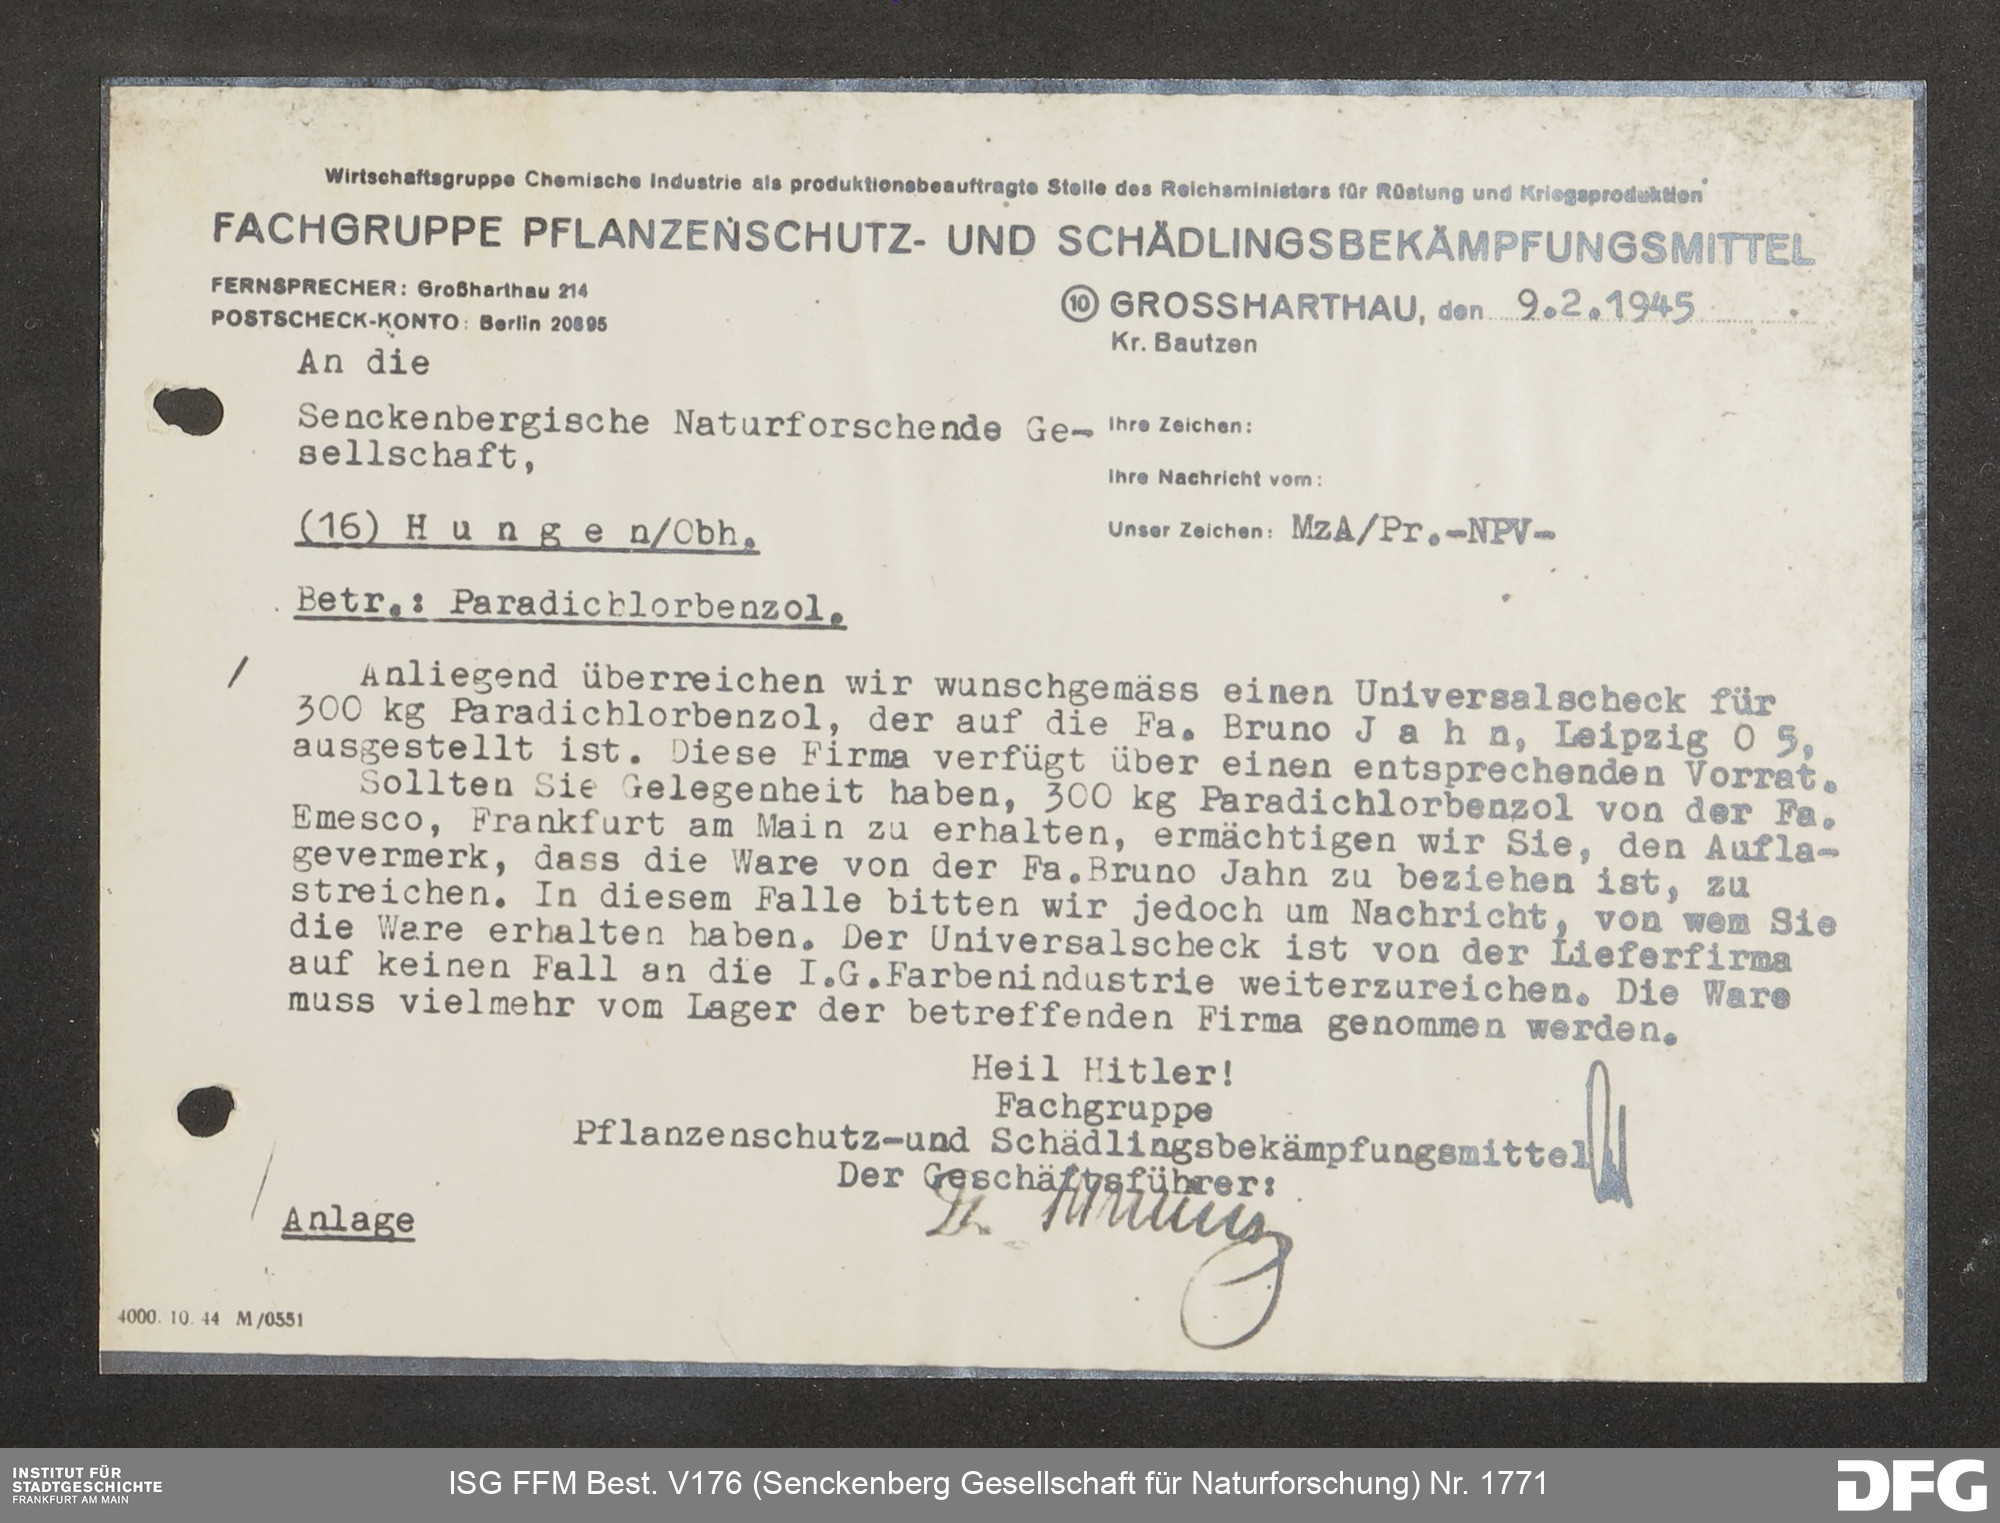 Wirtschaftsgruppe Chemische Industrie als produktionsbeauftragte Stelle des Reichsministers für Rüstung und Kriegsproduktion
FACHGRUPPE PFLANZENSCHUTZ- UND SCHÄDLINGSBEKÄMPFUNGSMITTEL
FERNSPRECHER: Großharthau 214
POSTSCHECK-KONTO: Berlin 20895
10 GROSSHARTHAU, den 9.2.1945
Kr. Bautzen
An die
Senckenbergische Naturforschende Ge-
sellschaft,
(16) H u n g e n/Obh.
Ihre Zeichen:
Ihre Nachricht vom:
Unser Zeichen: MzA/Pr.-NPV-
Betr.: Paradichlorbenzol.
/ Anliegend überreichen wir wunschgemäss einen Universalscheck für
300 kg Paradichlorbenzol, der auf die Fa. Bruno J a h n, Leipzig O 5,
ausgestellt ist. Diese Firma verfügt über einen entsprechenden Vorrat.
Sollten Sie Gelegenheit haben, 300 kg Paradichlorbenzol von der Fa.
Emesco, Frankfurt am Main zu erhalten, ermächtigen wir Sie, den Aufla-
gevermerk, dass die Ware von der Fa.Bruno Jahn zu beziehen ist, zu
streichen. In diesem Falle bitten wir jedoch um Nachricht, von wem Sie
die Ware erhalten haben. Der Universalscheck ist von der Lieferfirma
auf keinen Fall an die I.G.Farbenindustrie weiterzureichen. Die Ware
muss vielmehr vom Lager der betreffenden Firma genommen werden.
Heil Hitler!
Fachgruppe
Pflanzenschutz-und Schädlingsbekämpfungsmittel
Der Geschäftsführer:
Anlage
4000. 10. 44 M/0551
INSTITUT FÜR
STADTGESCHICHTE
FRANKFURT AM MAIN
ISG FFM Best. V176 (Senckenberg Gesellschaft für Naturforschung) Nr. 1771
DFG